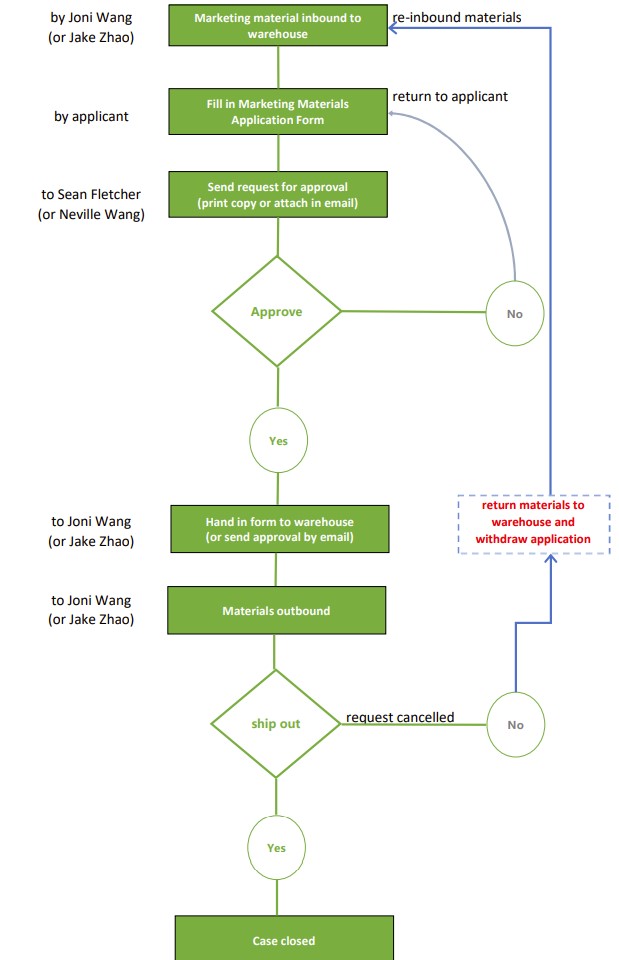 by Joni Wang
(or Jake Zhao)
Marketing material inbound to
warehouse
re-inbound materials
by applicant
Fill in Marketing Materials
Application Form
return to applicant
to Sean Fletcher
(or Neville Wang)
Send request for approval
(print copy or attach in email)
Approve
No
Yes
to Joni Wang
(or Jake Zhao)
Hand in form to warehouse
(or send approval by email)
return materials to
warehouse and
withdraw application
to Joni Wang
(or Jake Zhao)
Materials outbound
ship out
request cancelled
No
Yes
Case closed